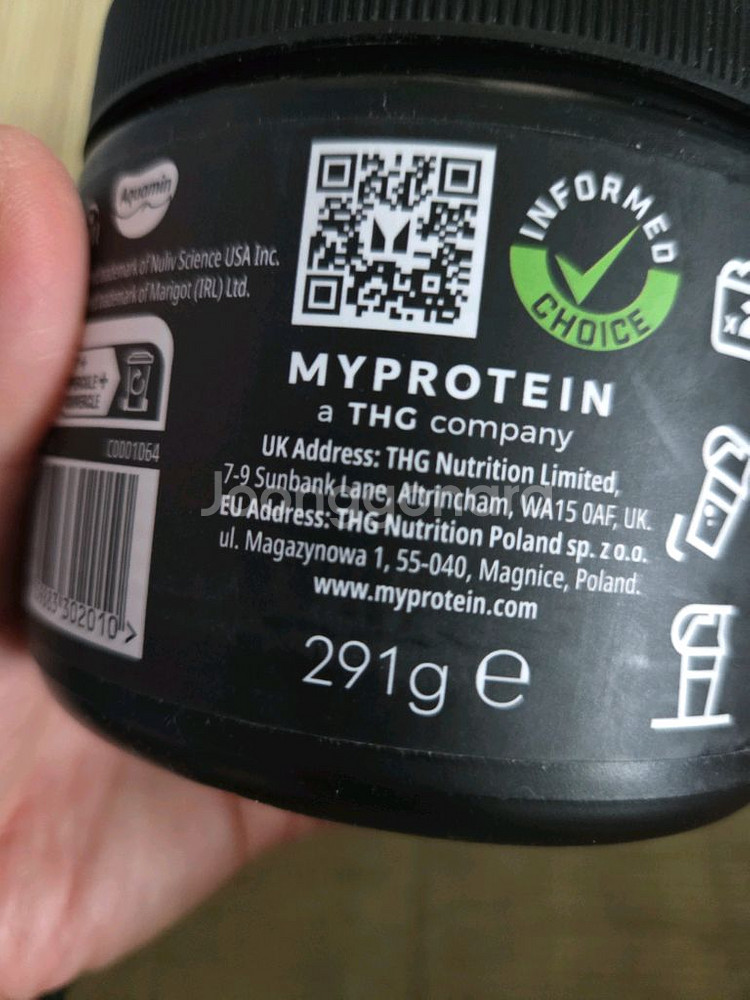 Aquamin
trademark of Nuliv Science USA Inc.
trademark of Marigot (IRL) Ltd.
C0001064
302010 >
INFORMED
CHOICE
MYPROTEIN
a THG company
UK Address: THG Nutrition Limited,
7-9 Sunbank Lane, Altrincham, WA15 0AF, UK.
EU Address: THG Nutrition Poland sp. z o.o.
ul. Magazynowa 1, 55-040, Magnice, Poland.
www.myprotein.com
291g e
Joonggonara